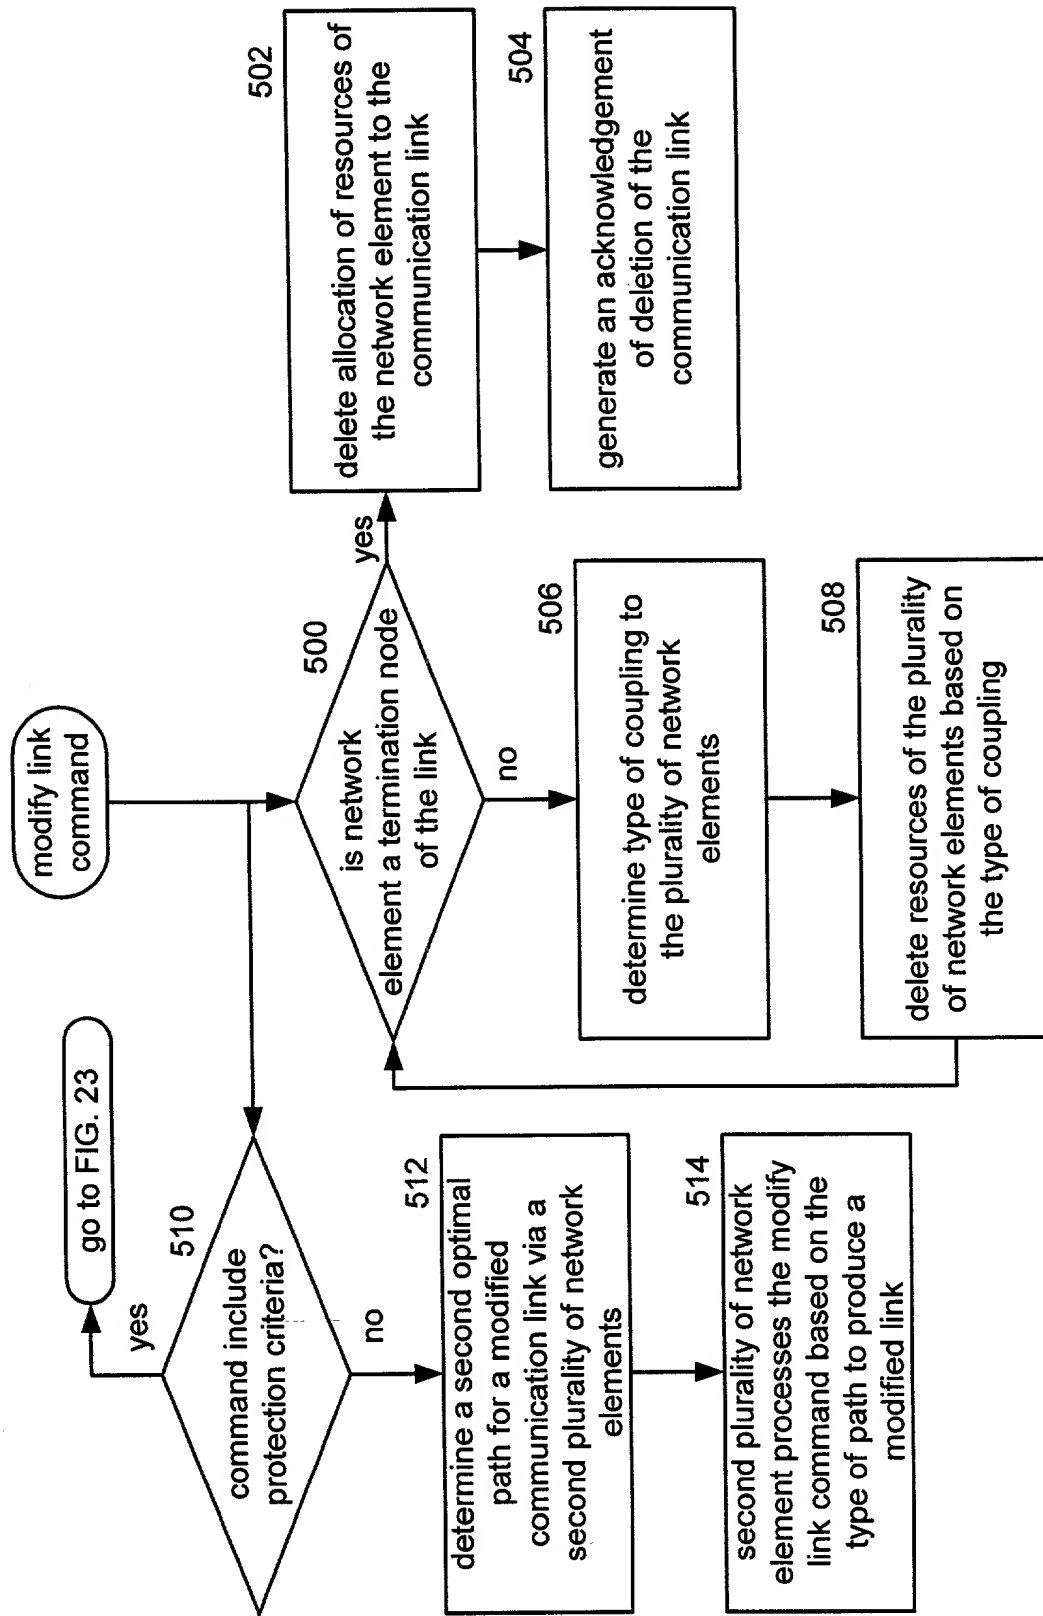 modify link
command
go to FIG. 23
yes
510
command include
protection criteria?
no
512
determine a second optimal
path for a modified
communication link via a
second plurality of network
elements
514
second plurality of network
element processes the modify
link command based on the
type of path to produce a
modified link
500
is network
element a termination node
of the link
yes
no
506
determine type of coupling to
the plurality of network
elements
508
delete resources of the plurality
of network elements based on
the type of coupling
502
delete allocation of resources of
the network element to the
communication link
504
generate an acknowledgement
of deletion of the
communication link